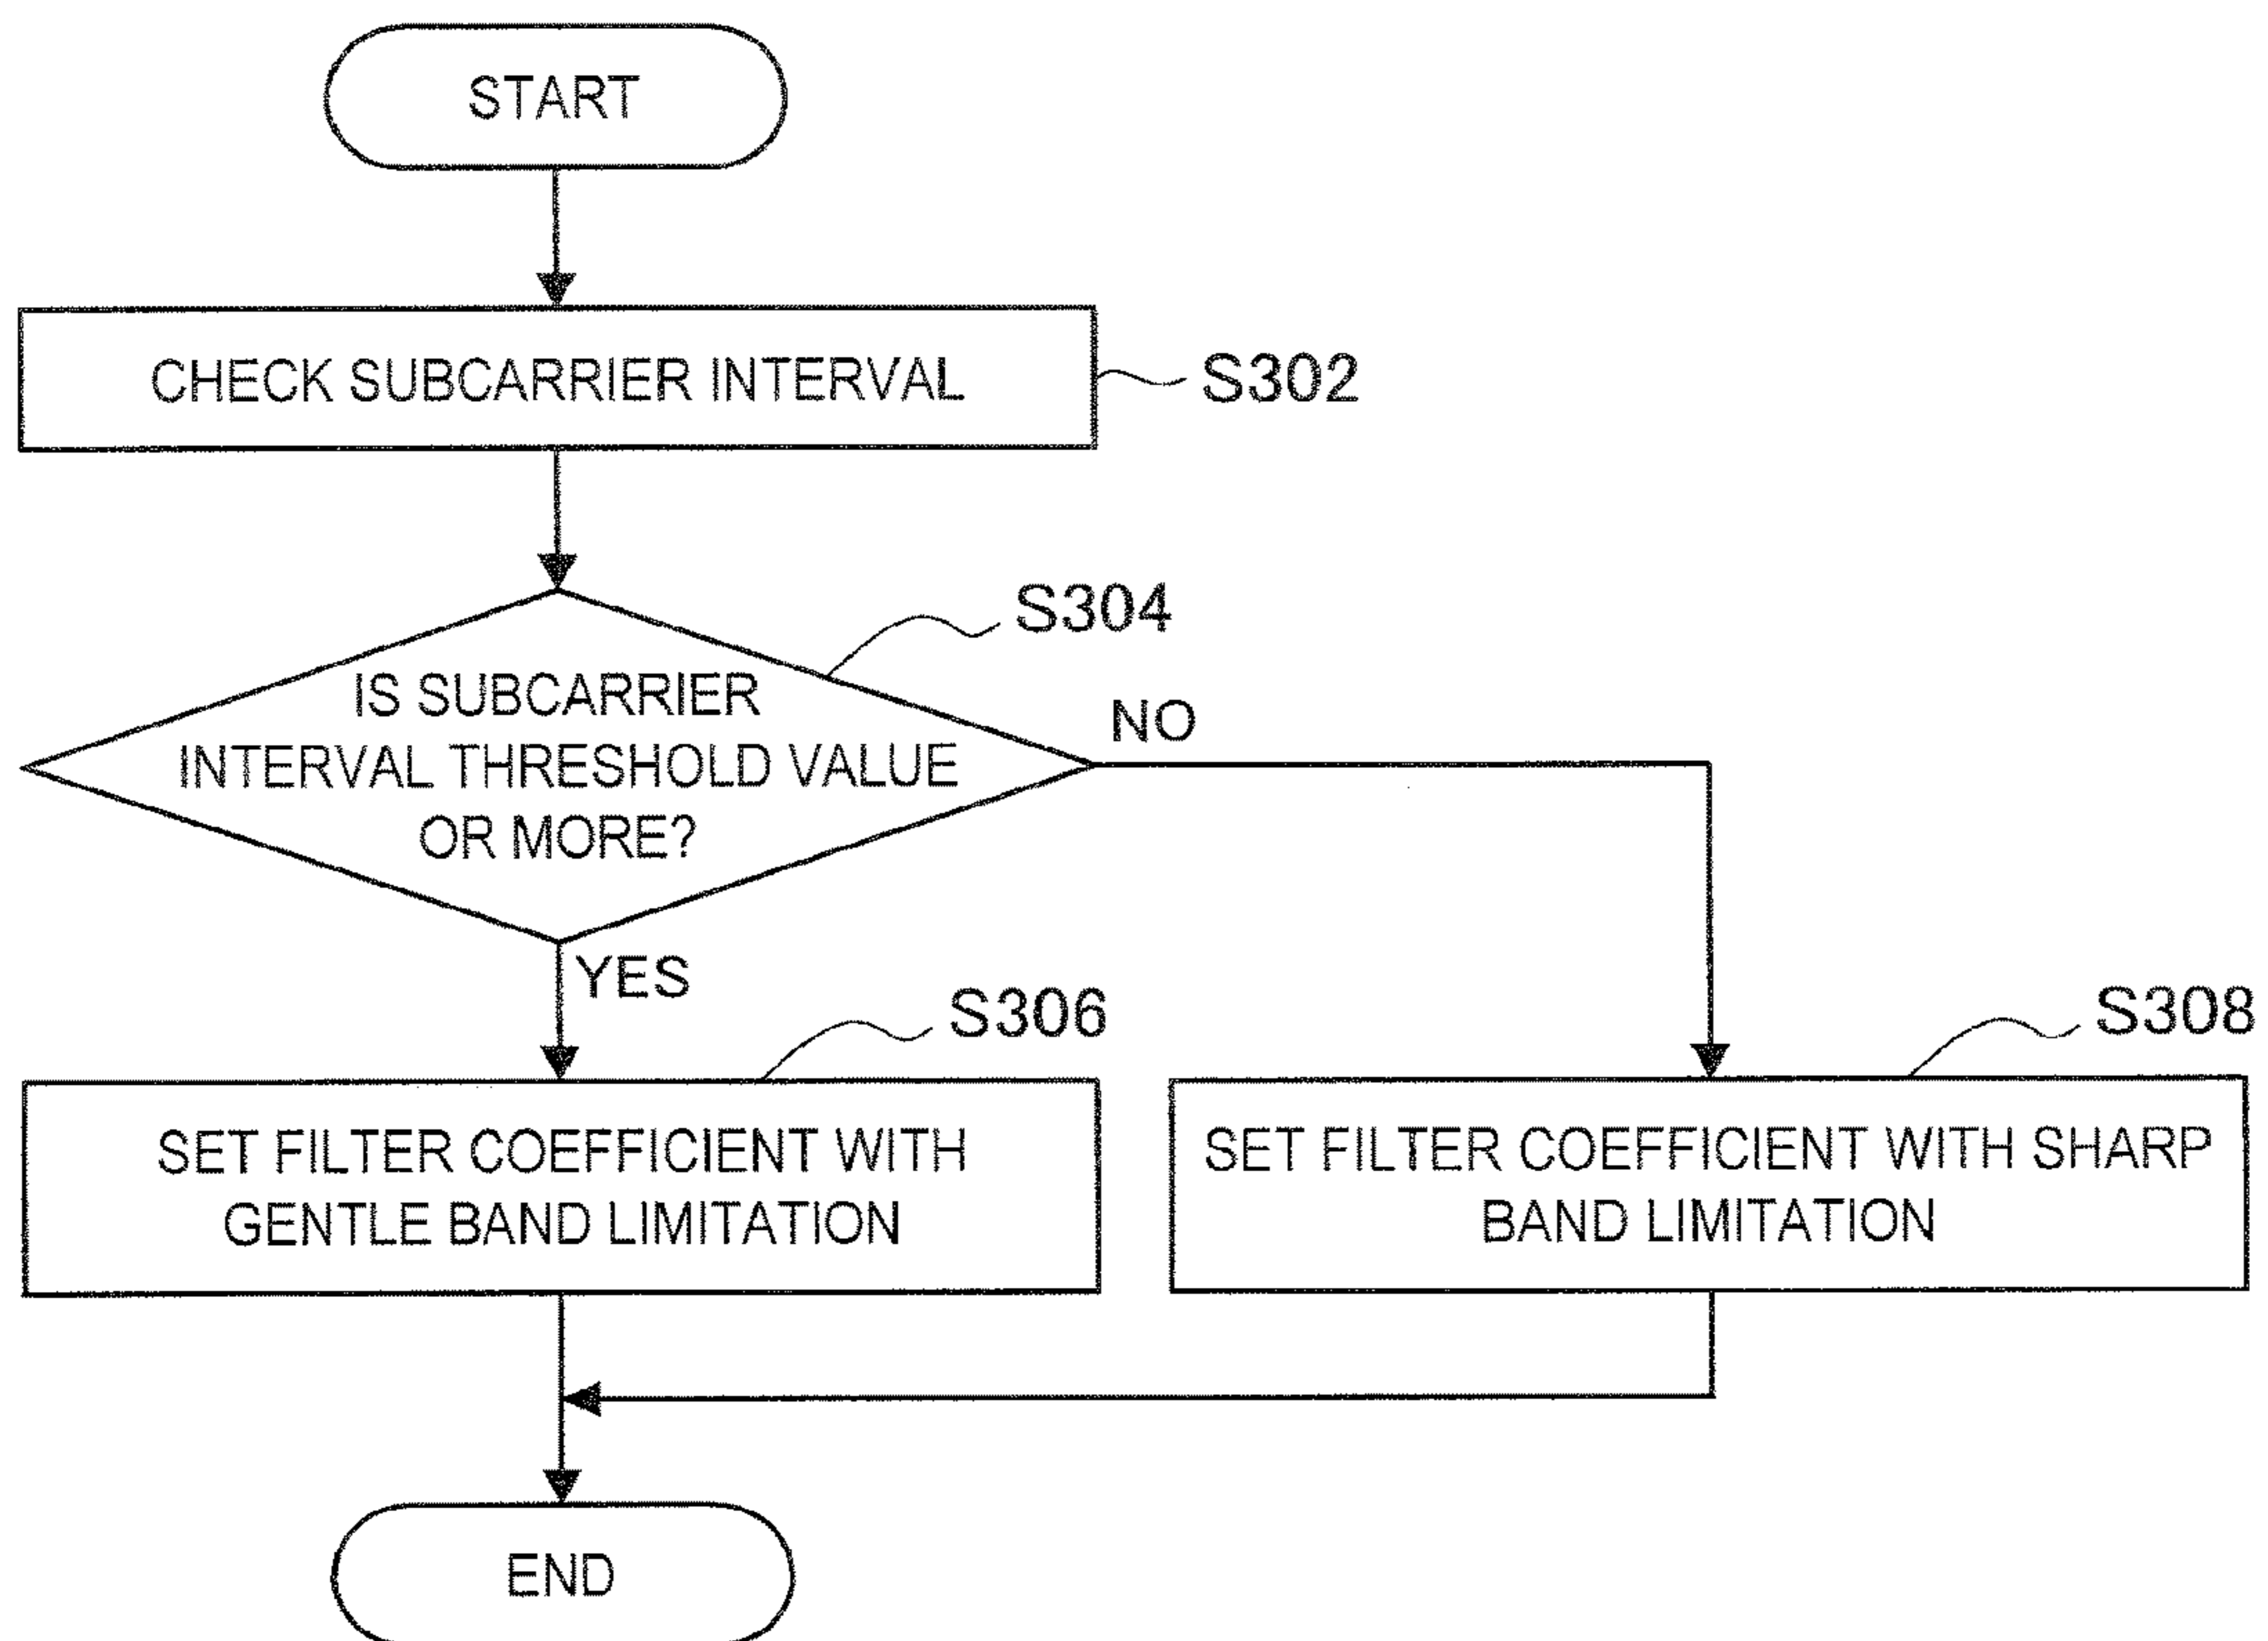 START
CHECK SUBCARRIER INTERVAL
S302
S304
IS SUBCARRIER
INTERVAL THRESHOLD VALUE
OR MORE?
NO
YES
S306
SET FILTER COEFFICIENT WITH
GENTLE BAND LIMITATION
S308
SET FILTER COEFFICIENT WITH SHARP
BAND LIMITATION
END